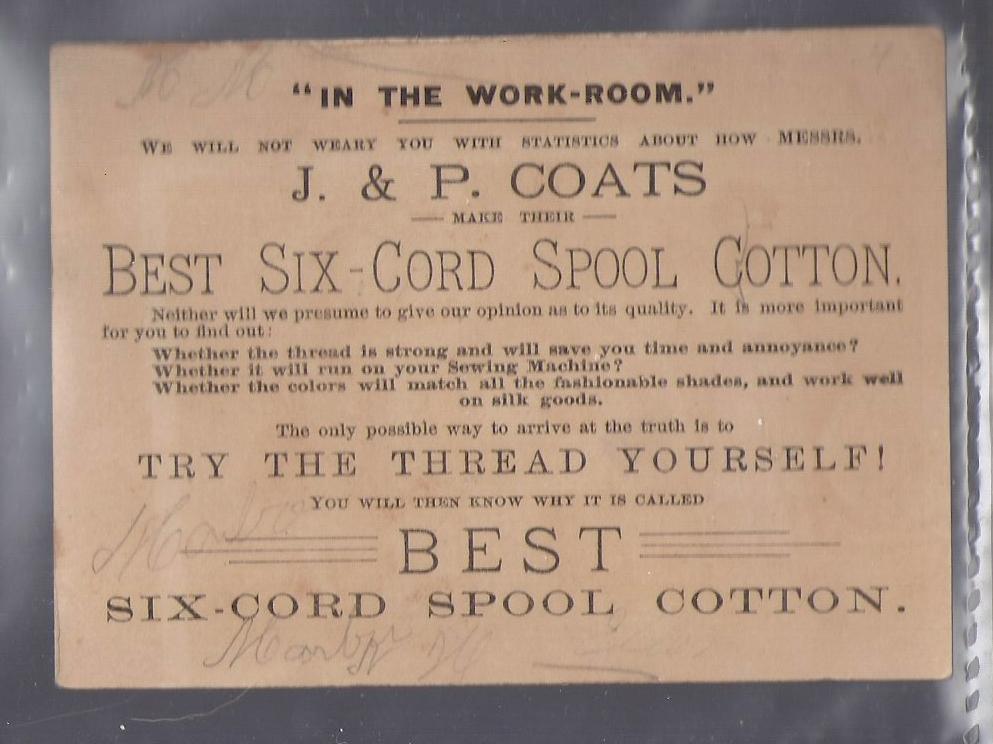 "IN THE WORK-ROOM."
WE WILL NOT WEARY YOU WITH STATISTICS ABOUT HOW MESSRS.
J. & P. COATS
— MAKE THEIR —
BEST SIX-CORD SPOOL COTTON.
Neither will we presume to give our opinion as to its quality. It is more important
for you to find out:
Whether the thread is strong and will save you time and annoyance?
Whether it will run on your Sewing Machine?
Whether the colors will match all the fashionable shades, and work well
on silk goods.
The only possible way to arrive at the truth is to
TRY THE THREAD YOURSELF!
YOU WILL THEN KNOW WHY IT IS CALLED
BEST
SIX-CORD SPOOL COTTON.